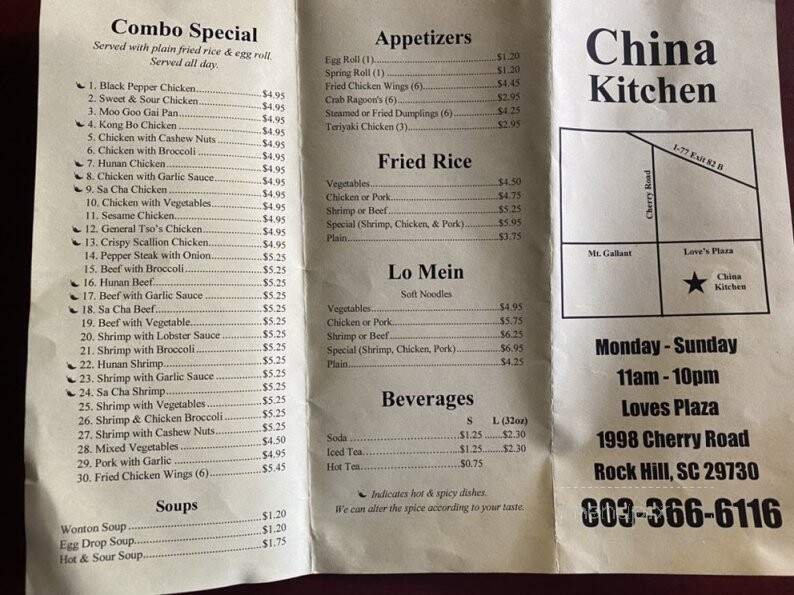 Combo Special
Served with plain fried rice & egg roll.
Served all day.
1. Black Pepper Chicken $4.95
2. Sweet & Sour Chicken $4.95
3. Moo Goo Gai Pan $4.95
4. Kong Bo Chicken $4.95
5. Chicken with Cashew Nuts $4.95
6. Chicken with Broccoli $4.95
7. Hunan Chicken $4.95
8. Chicken with Garlic Sauce $4.95
9. Sa Cha Chicken $4.95
10. Chicken with Vegetables $4.95
11. Sesame Chicken $4.95
12. General Tso's Chicken $4.95
13. Crispy Scallion Chicken $4.95
14. Pepper Steak with Onion $5.25
15. Beef with Broccoli $5.25
16. Hunan Beef $5.25
17. Beef with Garlic Sauce $5.25
18. Sa Cha Beef $5.25
19. Beef with Vegetable $5.25
20. Shrimp with Lobster Sauce $5.25
21. Shrimp with Broccoli $5.25
22. Hunan Shrimp $5.25
23. Shrimp with Garlic Sauce $5.25
24. Sa Cha Shrimp $5.25
25. Shrimp with Vegetables $5.25
26. Shrimp & Chicken Broccoli $5.25
27. Shrimp with Cashew Nuts $5.25
28. Mixed Vegetables $4.50
29. Pork with Garlic $4.95
30. Fried Chicken Wings (6) $5.45
Soups
Wonton Soup $1.20
Egg Drop Soup $1.20
Hot & Sour Soup $1.75
Appetizers
Egg Roll (1) $1.20
Spring Roll (1) $1.20
Fried Chicken Wings (6) $4.45
Crab Ragoon's (6) $2.95
Steamed or Fried Dumplings (6) $4.25
Teriyaki Chicken (3) $2.95
Fried Rice
Vegetables $4.50
Chicken or Pork $4.75
Shrimp or Beef $5.25
Special (Shrimp, Chicken, & Pork) $5.95
Plain $3.75
Lo Mein
Soft Noodles
Vegetables $4.95
Chicken or Pork $5.75
Shrimp or Beef $6.25
Special (Shrimp, Chicken, Pork) $6.95
Plain $4.25
Beverages
S L (32oz)
Soda $1.25 $2.30
Iced Tea $1.25 $2.30
Hot Tea $0.75
Indicates hot & spicy dishes.
We can alter the spice according to your taste.
China
Kitchen
I-77 Exit 82 B
Cherry Road
Mt. Gallant
Love's Plaza
China
Kitchen
Monday - Sunday
11am - 10pm
Loves Plaza
1998 Cherry Road
Rock Hill, SC 29730
803-366-6116